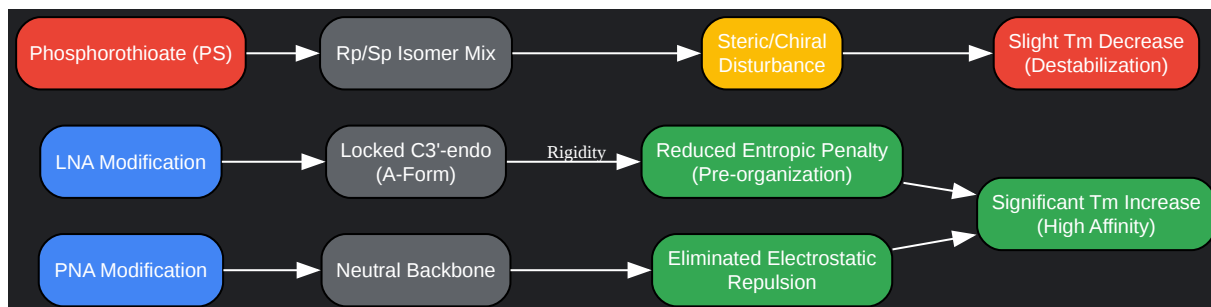 Phosphorothioate (PS)
Rp/Sp Isomer Mix
Steric/Chiral
Disturbance
Slight Tm Decrease
(Destabilization)
LNA Modification
Locked C3'-endo
(A-Form)
Rigidity
Reduced Entropic Penalty
(Pre-organization)
Significant Tm Increase
(High Affinity)
PNA Modification
Neutral Backbone
Eliminated Electrostatic
Repulsion